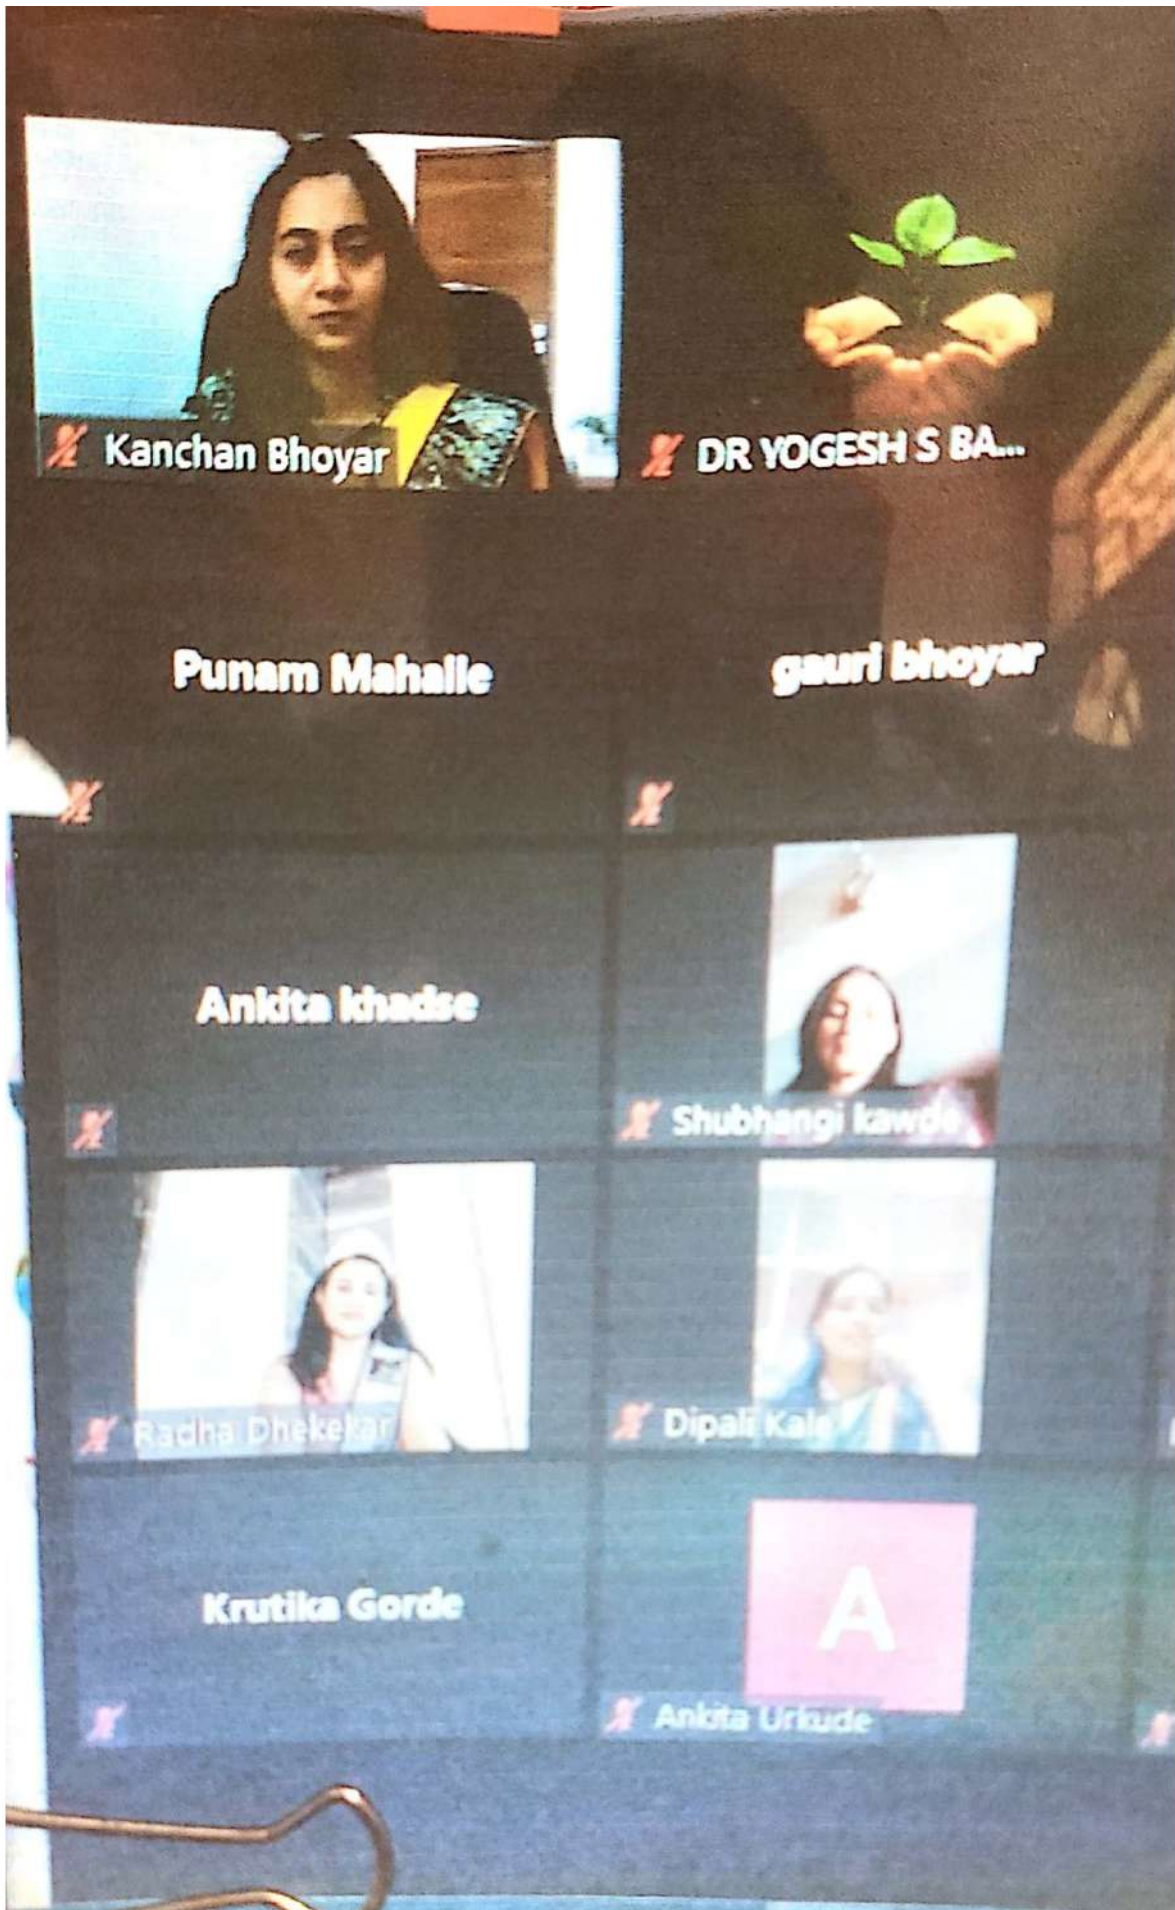 Kanchan Bhoyar
DR YOGESH S BA...
Punam Mahalle
gauri bhoyar
Ankita khadse
Shubhangi kawde
Radha Dhekekar
Dipali Kale
Krutika Gorde
A
Ankita Urkude